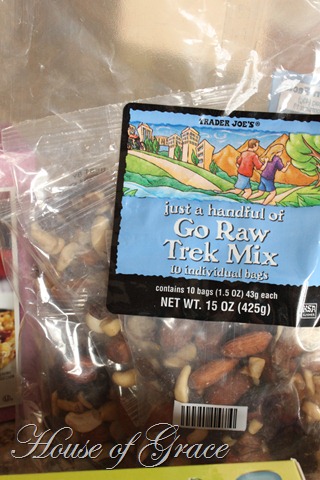 TRADER JOE'S®
just a handful of
Go Raw
Trek Mix
10 individual bags
contains 10 bags (1.5 OZ) 43g each
NET WT. 15 OZ (425g)
House of Grace